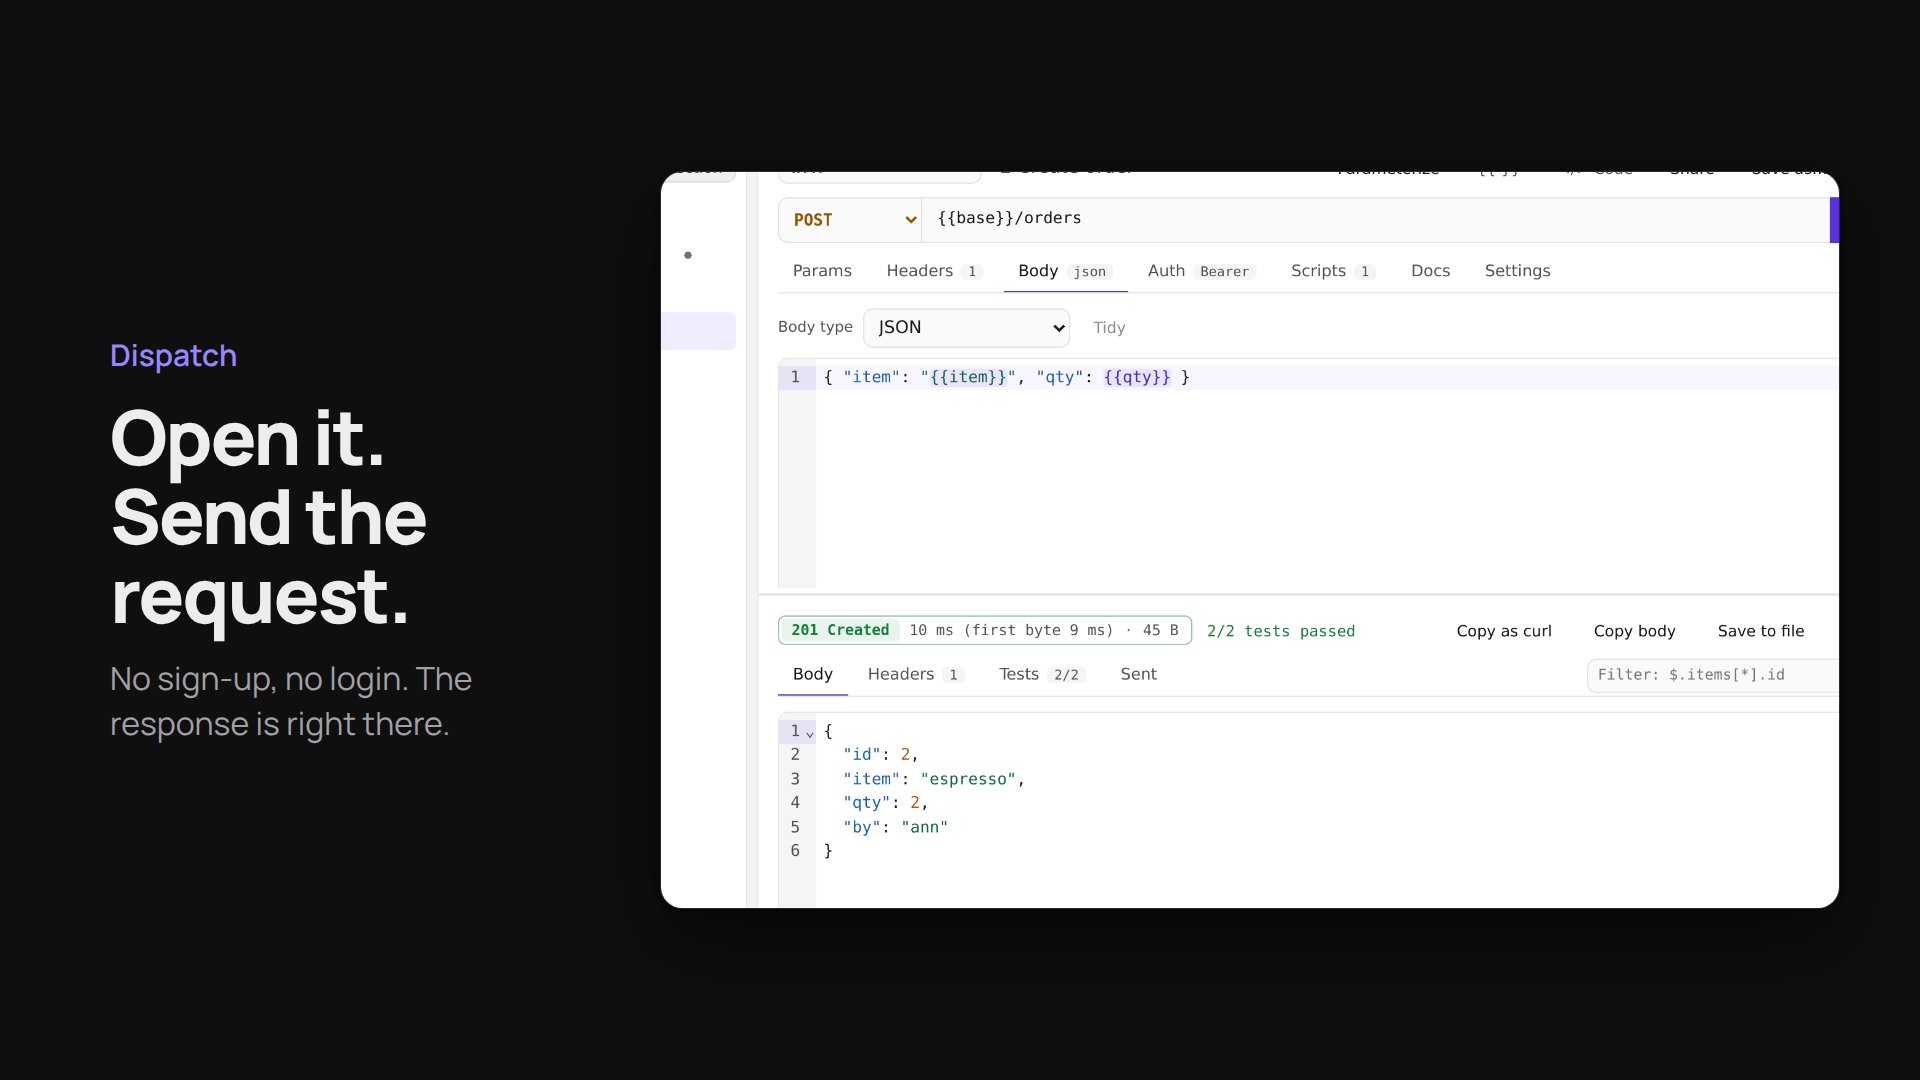 Dispatch
Open it.
Send the
request.
No sign-up, no login. The
response is right there.
POST {{base}}/orders
Params Headers 1 Body json Auth Bearer Scripts 1 Docs Settings
Body type JSON Tidy
1 { "item": "{{item}}", "qty": {{qty}} }
201 Created 10 ms (first byte 9 ms) · 45 B 2/2 tests passed Copy as curl Copy body Save to file
Body Headers 1 Tests 2/2 Sent Filter: $.items[*].id
1 {
2 "id": 2,
3 "item": "espresso",
4 "qty": 2,
5 "by": "ann"
6 }